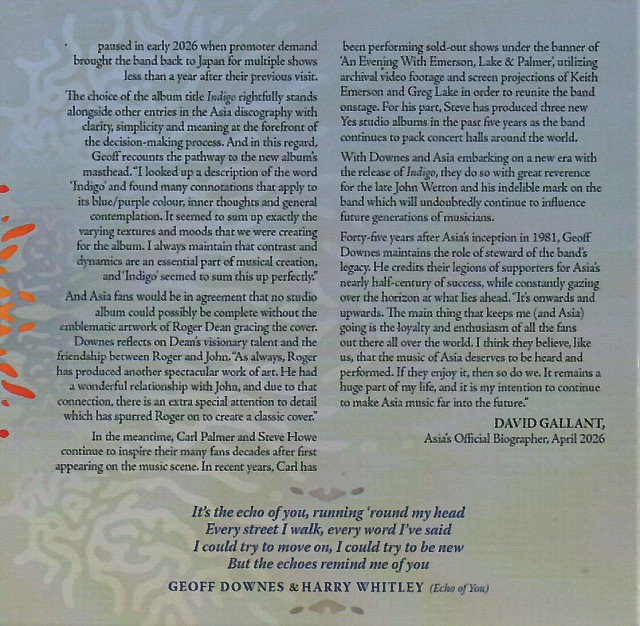 paused in early 2026 when promoter demand
brought the band back to Japan for multiple shows
less than a year after their previous visit.
The choice of the album title Indigo rightfully stands
alongside other entries in the Asia discography with
clarity, simplicity and meaning at the forefront of
the decision-making process. And in this regard,
Geoff recounts the pathway to the new album's
masthead. "I looked up a description of the word
'Indigo' and found many connotations that apply to
its blue/purple colour, inner thoughts and general
contemplation. It seemed to sum up exactly the
varying textures and moods that we were creating
for the album. I always maintain that contrast and
dynamics are an essential part of musical creation,
and 'Indigo' seemed to sum this up perfectly."
And Asia fans would be in agreement that no studio
album could possibly be complete without the
emblematic artwork of Roger Dean gracing the cover.
Downes reflects on Dean's visionary talent and the
friendship between Roger and John. "As always, Roger
has produced another spectacular work of art. He had
a wonderful relationship with John, and due to that
connection, there is an extra special attention to detail
which has spurred Roger on to create a classic cover."
In the meantime, Carl Palmer and Steve Howe
continue to inspire their many fans decades after first
appearing on the music scene. In recent years, Carl has
been performing sold-out shows under the banner of
'An Evening With Emerson, Lake & Palmer', utilizing
archival video footage and screen projections of Keith
Emerson and Greg Lake in order to reunite the band
onstage. For his part, Steve has produced three new
Yes studio albums in the past five years as the band
continues to pack concert halls around the world.
With Downes and Asia embarking on a new era with
the release of Indigo, they do so with great reverence
for the late John Wetton and his indelible mark on the
band which will undoubtedly continue to influence
future generations of musicians.
Forty-five years after Asia's inception in 1981, Geoff
Downes maintains the role of steward of the band's
legacy. He credits their legions of supporters for Asia's
nearly half-century of success, while constantly gazing
over the horizon at what lies ahead. "It's onwards and
upwards. The main thing that keeps me (and Asia)
going is the loyalty and enthusiasm of all the fans
out there all over the world. I think they believe, like
us, that the music of Asia deserves to be heard and
performed. If they enjoy it, then so do we. It remains a
huge part of my life, and it is my intention to continue
to make Asia music far into the future."
DAVID GALLANT,
Asia's Official Biographer, April 2026
It's the echo of you, running 'round my head
Every street I walk, every word I've said
I could try to move on, I could try to be new
But the echoes remind me of you
GEOFF DOWNES & HARRY WHITLEY (Echo of You)